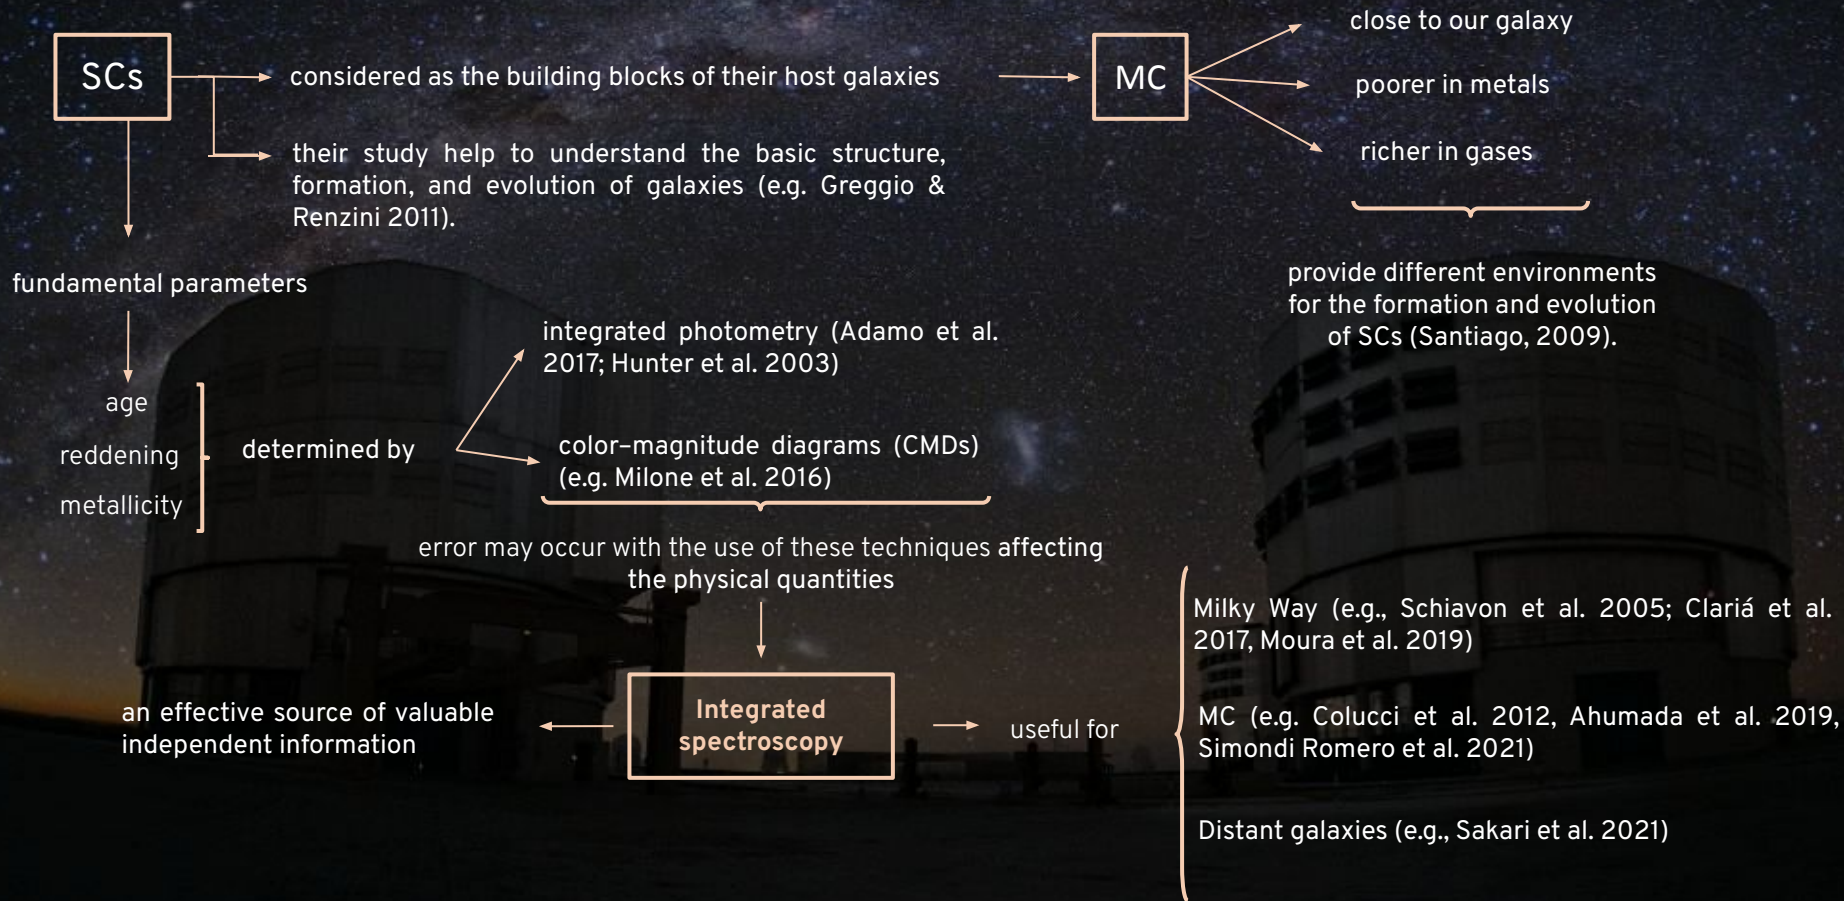 SCs
considered as the building blocks of their host galaxies
their study help to understand the basic structure,
formation, and evolution of galaxies (e.g. Greggio &
Renzini 2011).
MC
close to our galaxy
poorer in metals
richer in gases
provide different environments
for the formation and evolution
of SCs (Santiago, 2009).
fundamental parameters
age
reddening
metallicity
determined by
integrated photometry (Adamo et al.
2017; Hunter et al. 2003)
color–magnitude diagrams (CMDs)
(e.g. Milone et al. 2016)
error may occur with the use of these techniques affecting
the physical quantities
Integrated
spectroscopy
an effective source of valuable
independent information
useful for
Milky Way (e.g., Schiavon et al. 2005; Clariá et al.
2017, Moura et al. 2019)
MC (e.g. Colucci et al. 2012, Ahumada et al. 2019,
Simondi Romero et al. 2021)
Distant galaxies (e.g., Sakari et al. 2021)